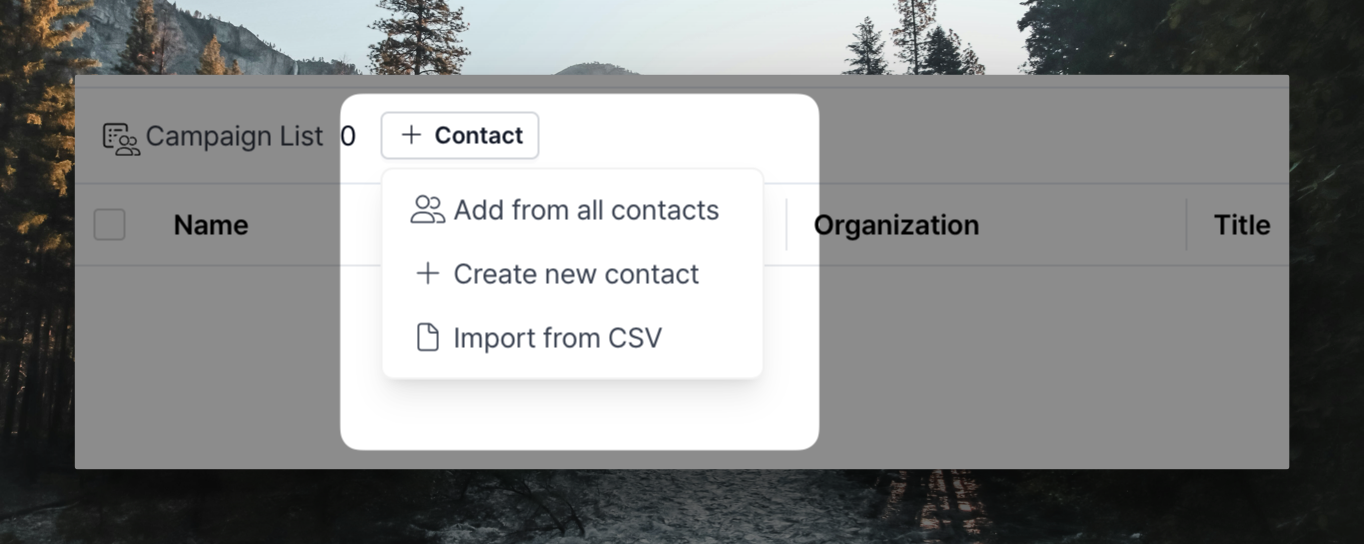 Campaign List 0 + Contact
Add from all contacts
Name Organization Title
Create new contact
Import from CSV